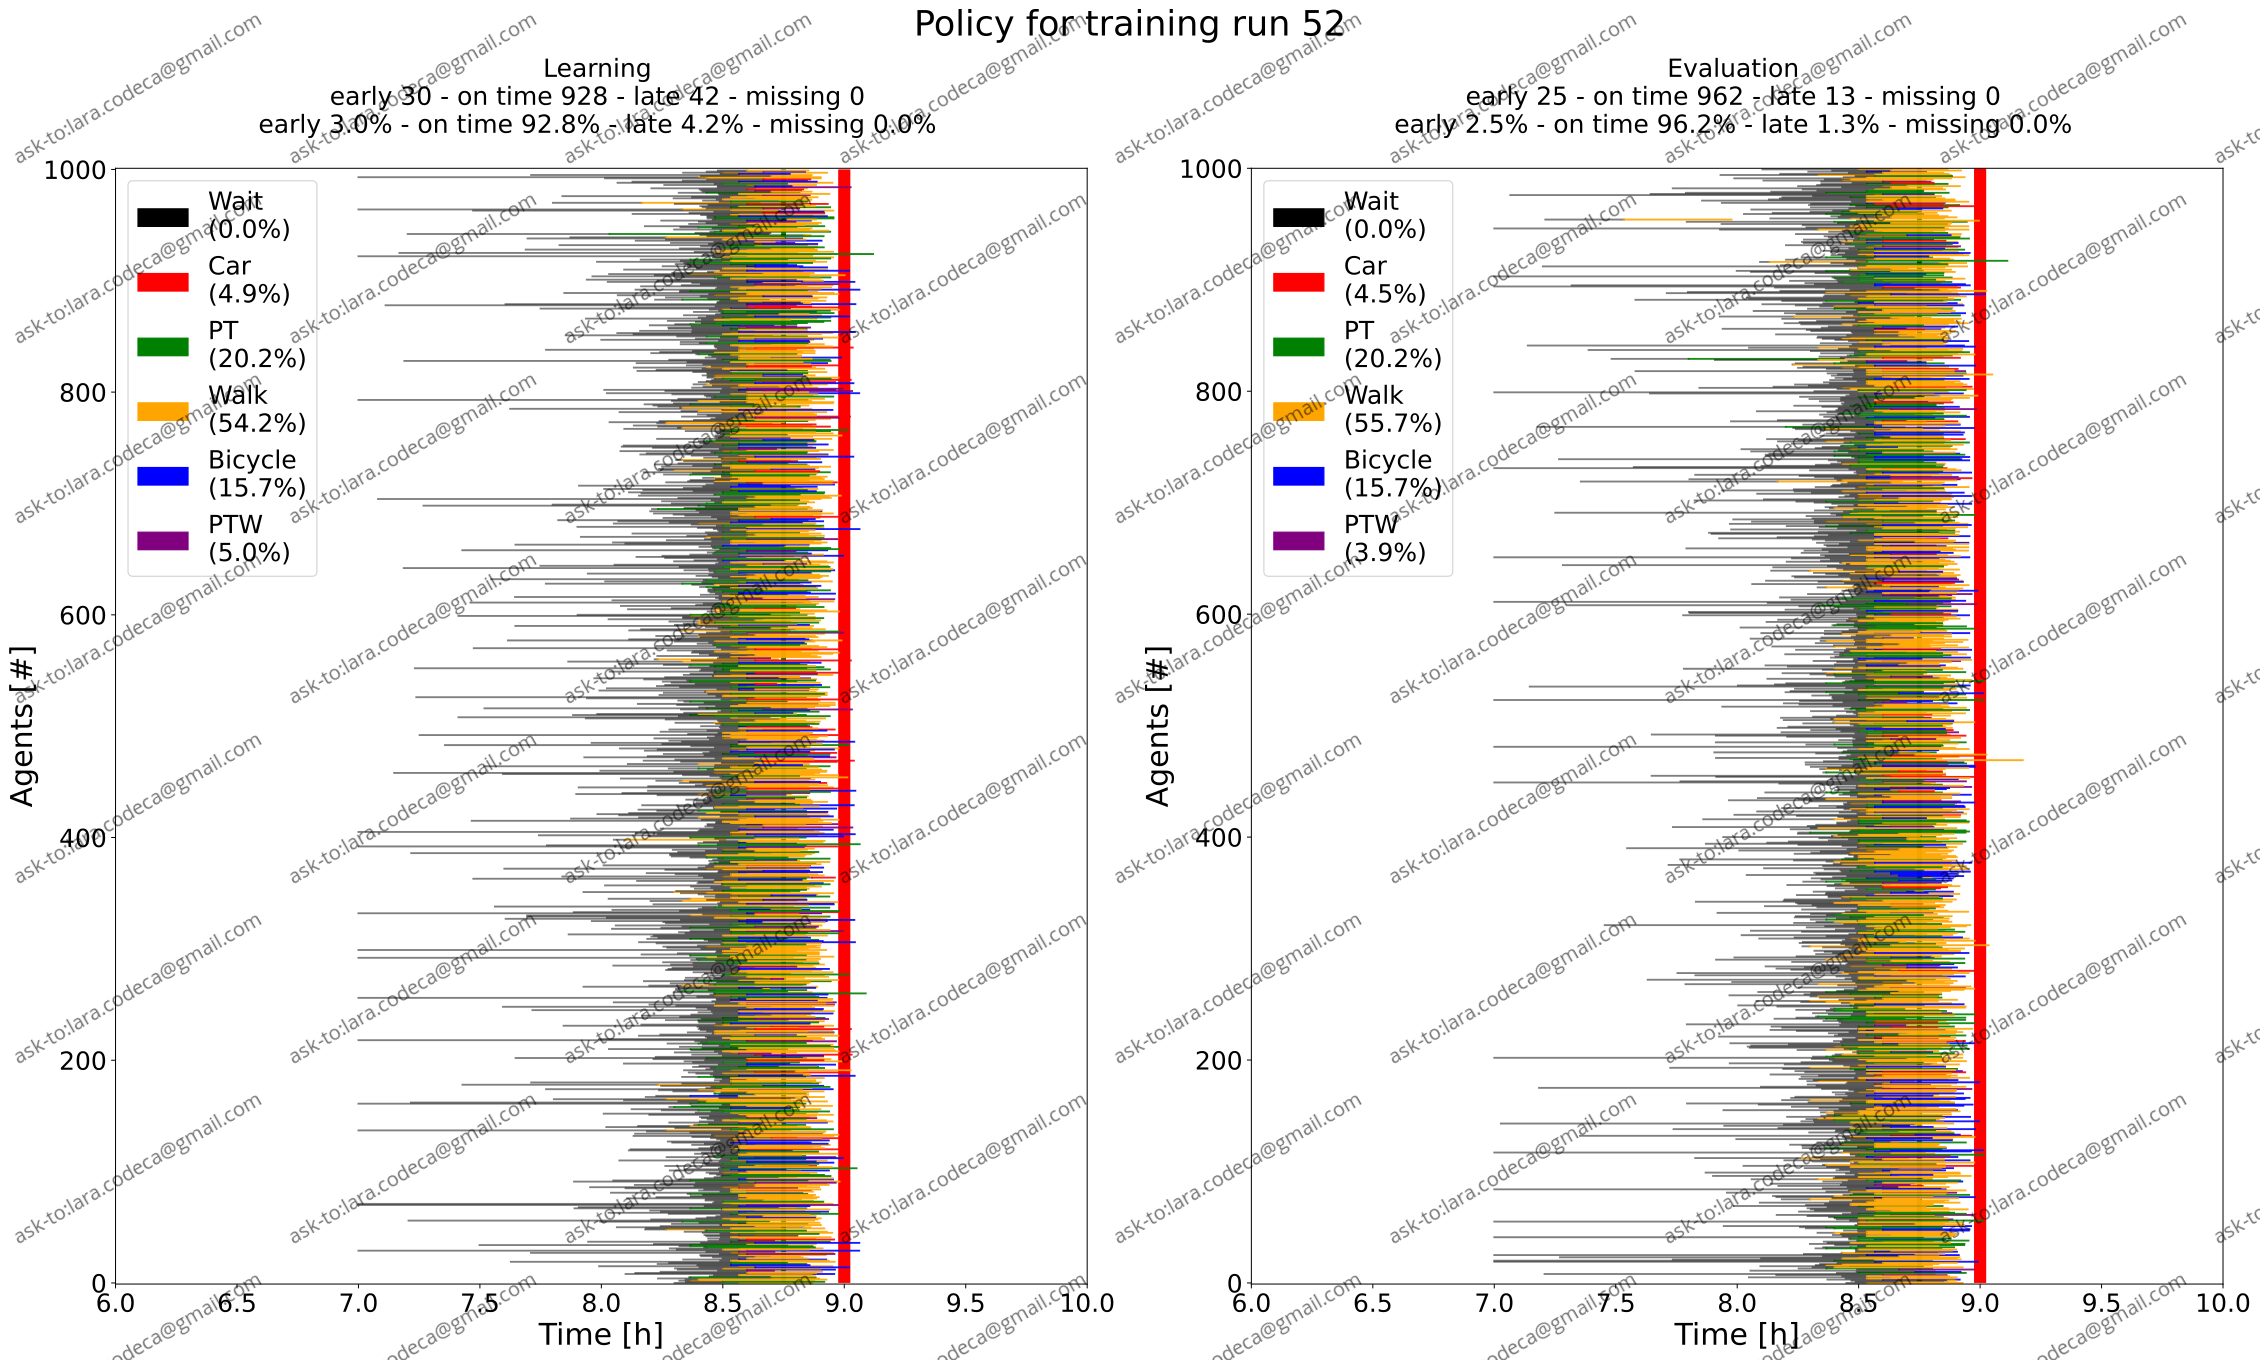 Policy for training run 52
Learning
early 30 - on time 928 - late 42 - missing 0
early 3.0% - on time 92.8% - late 4.2% - missing 0.0%
1000
800
600
400
200
0
Agents [#]
Wait
(0.0%)
Car
(4.9%)
PT
(20.2%)
Walk
(54.2%)
Bicycle
(15.7%)
PTW
(5.0%)
6.0 6.5 7.0 7.5 8.0 8.5 9.0 9.5 10.0
Time [h]
Evaluation
early 25 - on time 962 - late 13 - missing 0
early 2.5% - on time 96.2% - late 1.3% - missing 0.0%
1000
800
600
400
200
0
Agents [#]
Wait
(0.0%)
Car
(4.5%)
PT
(20.2%)
Walk
(55.7%)
Bicycle
(15.7%)
PTW
(3.9%)
6.0 6.5 7.0 7.5 8.0 8.5 9.0 9.5 10.0
Time [h]
ask-to:lara.codeca@gmail.com